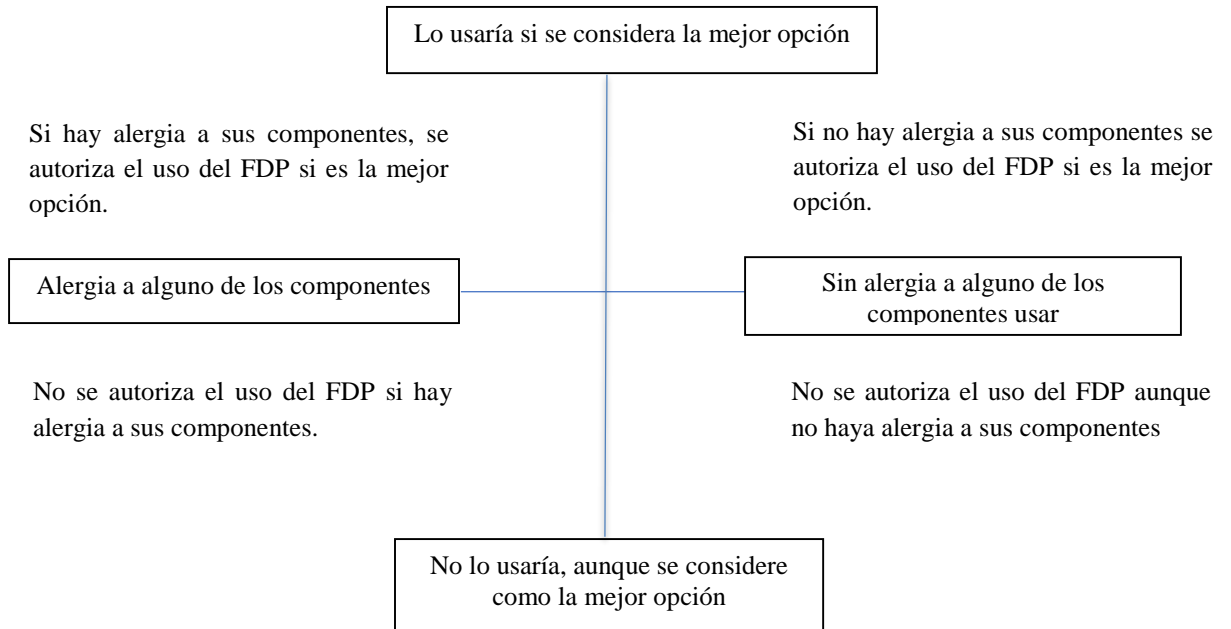 Lo usaría si se considera la mejor opción
Si hay alergia a sus componentes, se
autoriza el uso del FDP si es la mejor
opción.
Si no hay alergia a sus componentes se
autoriza el uso del FDP si es la mejor
opción.
Alergia a alguno de los componentes
Sin alergia a alguno de los
componentes usar
No se autoriza el uso del FDP si hay
alergia a sus componentes.
No se autoriza el uso del FDP aunque
no haya alergia a sus componentes
No lo usaría, aunque se considere
como la mejor opción